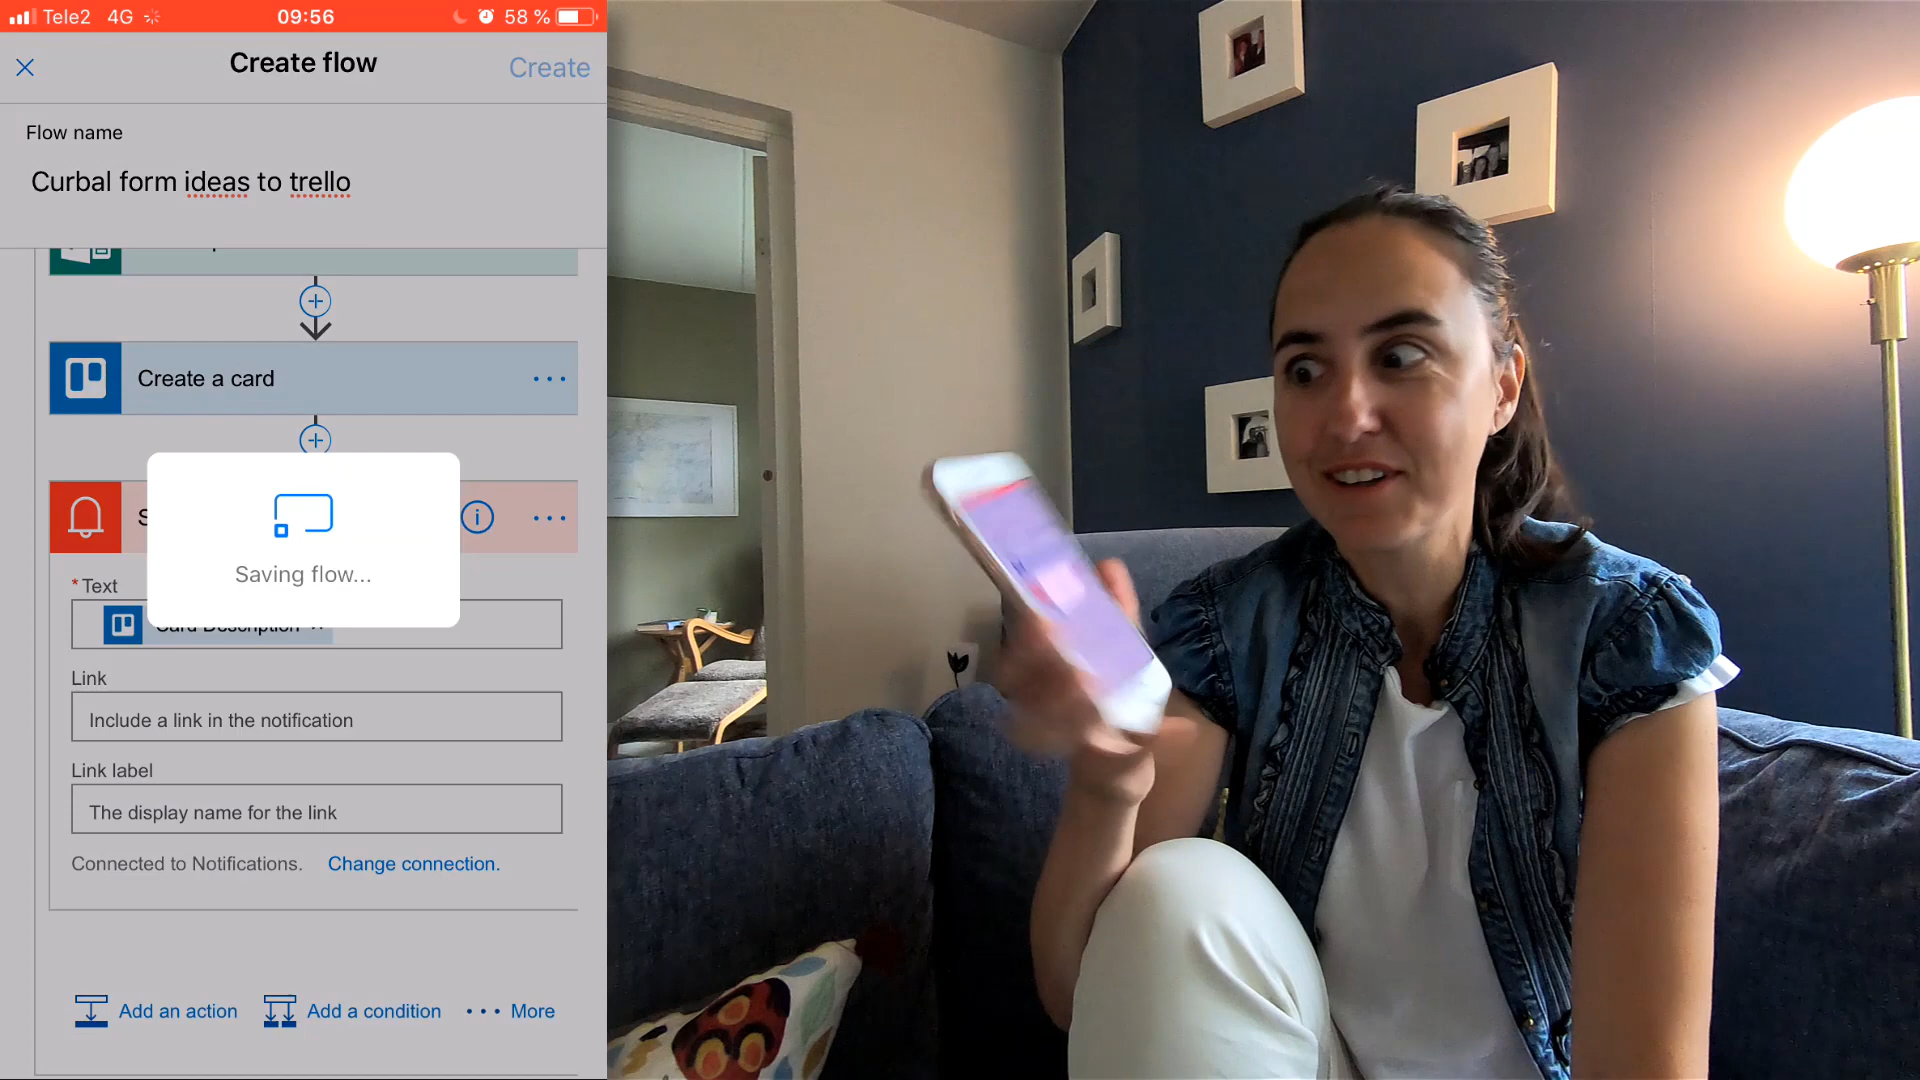 Tele2 4G 09:56 58 %
Create flow Create
Flow name
Curbal form ideas to trello
Create a card
S
* Text
Card Description
Saving flow...
Link
Include a link in the notification
Link label
The display name for the link
Connected to Notifications. Change connection.
Add an action Add a condition More